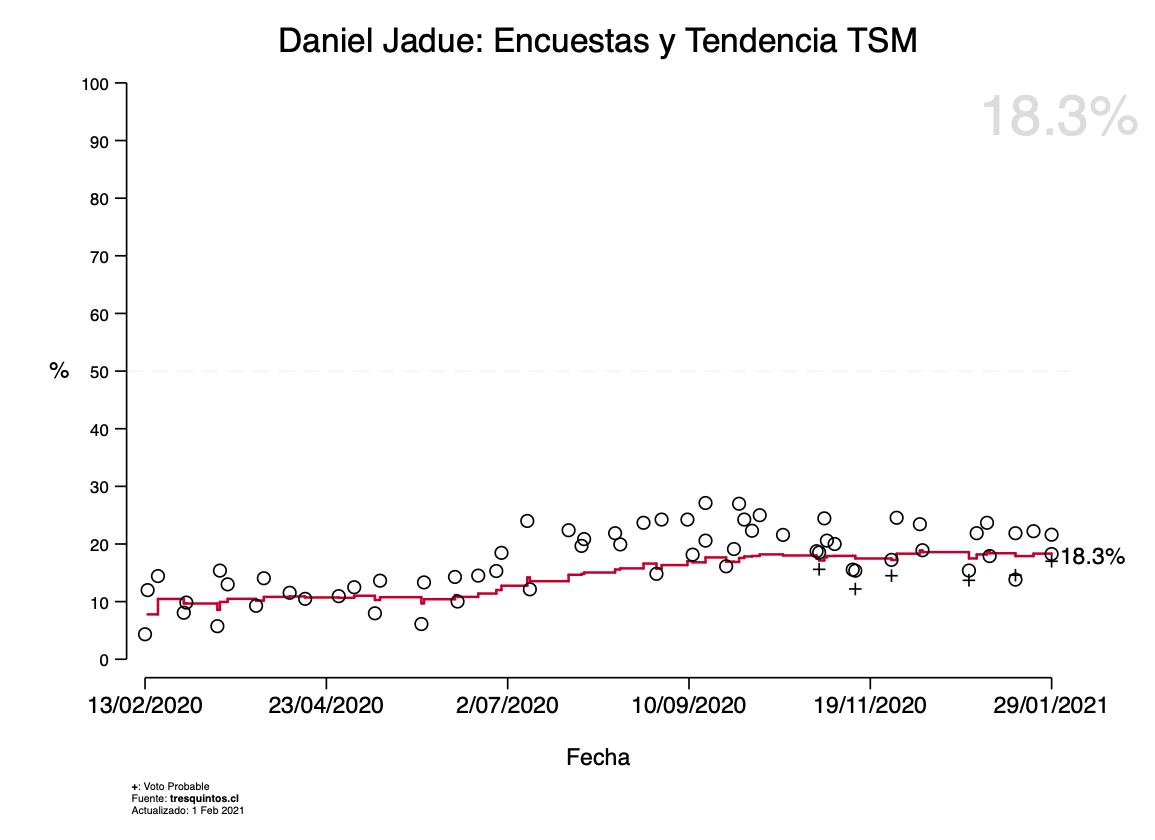 Daniel Jadue: Encuestas y Tendencia TSM
18.3%
100
90
80
70
60
% 50
40
30
20
18.3%
10
0
13/02/2020 23/04/2020 2/07/2020 10/09/2020 19/11/2020 29/01/2021
Fecha
+: Voto Probable
Fuente: tresquintos.cl
Actualizado: 1 Feb 2021